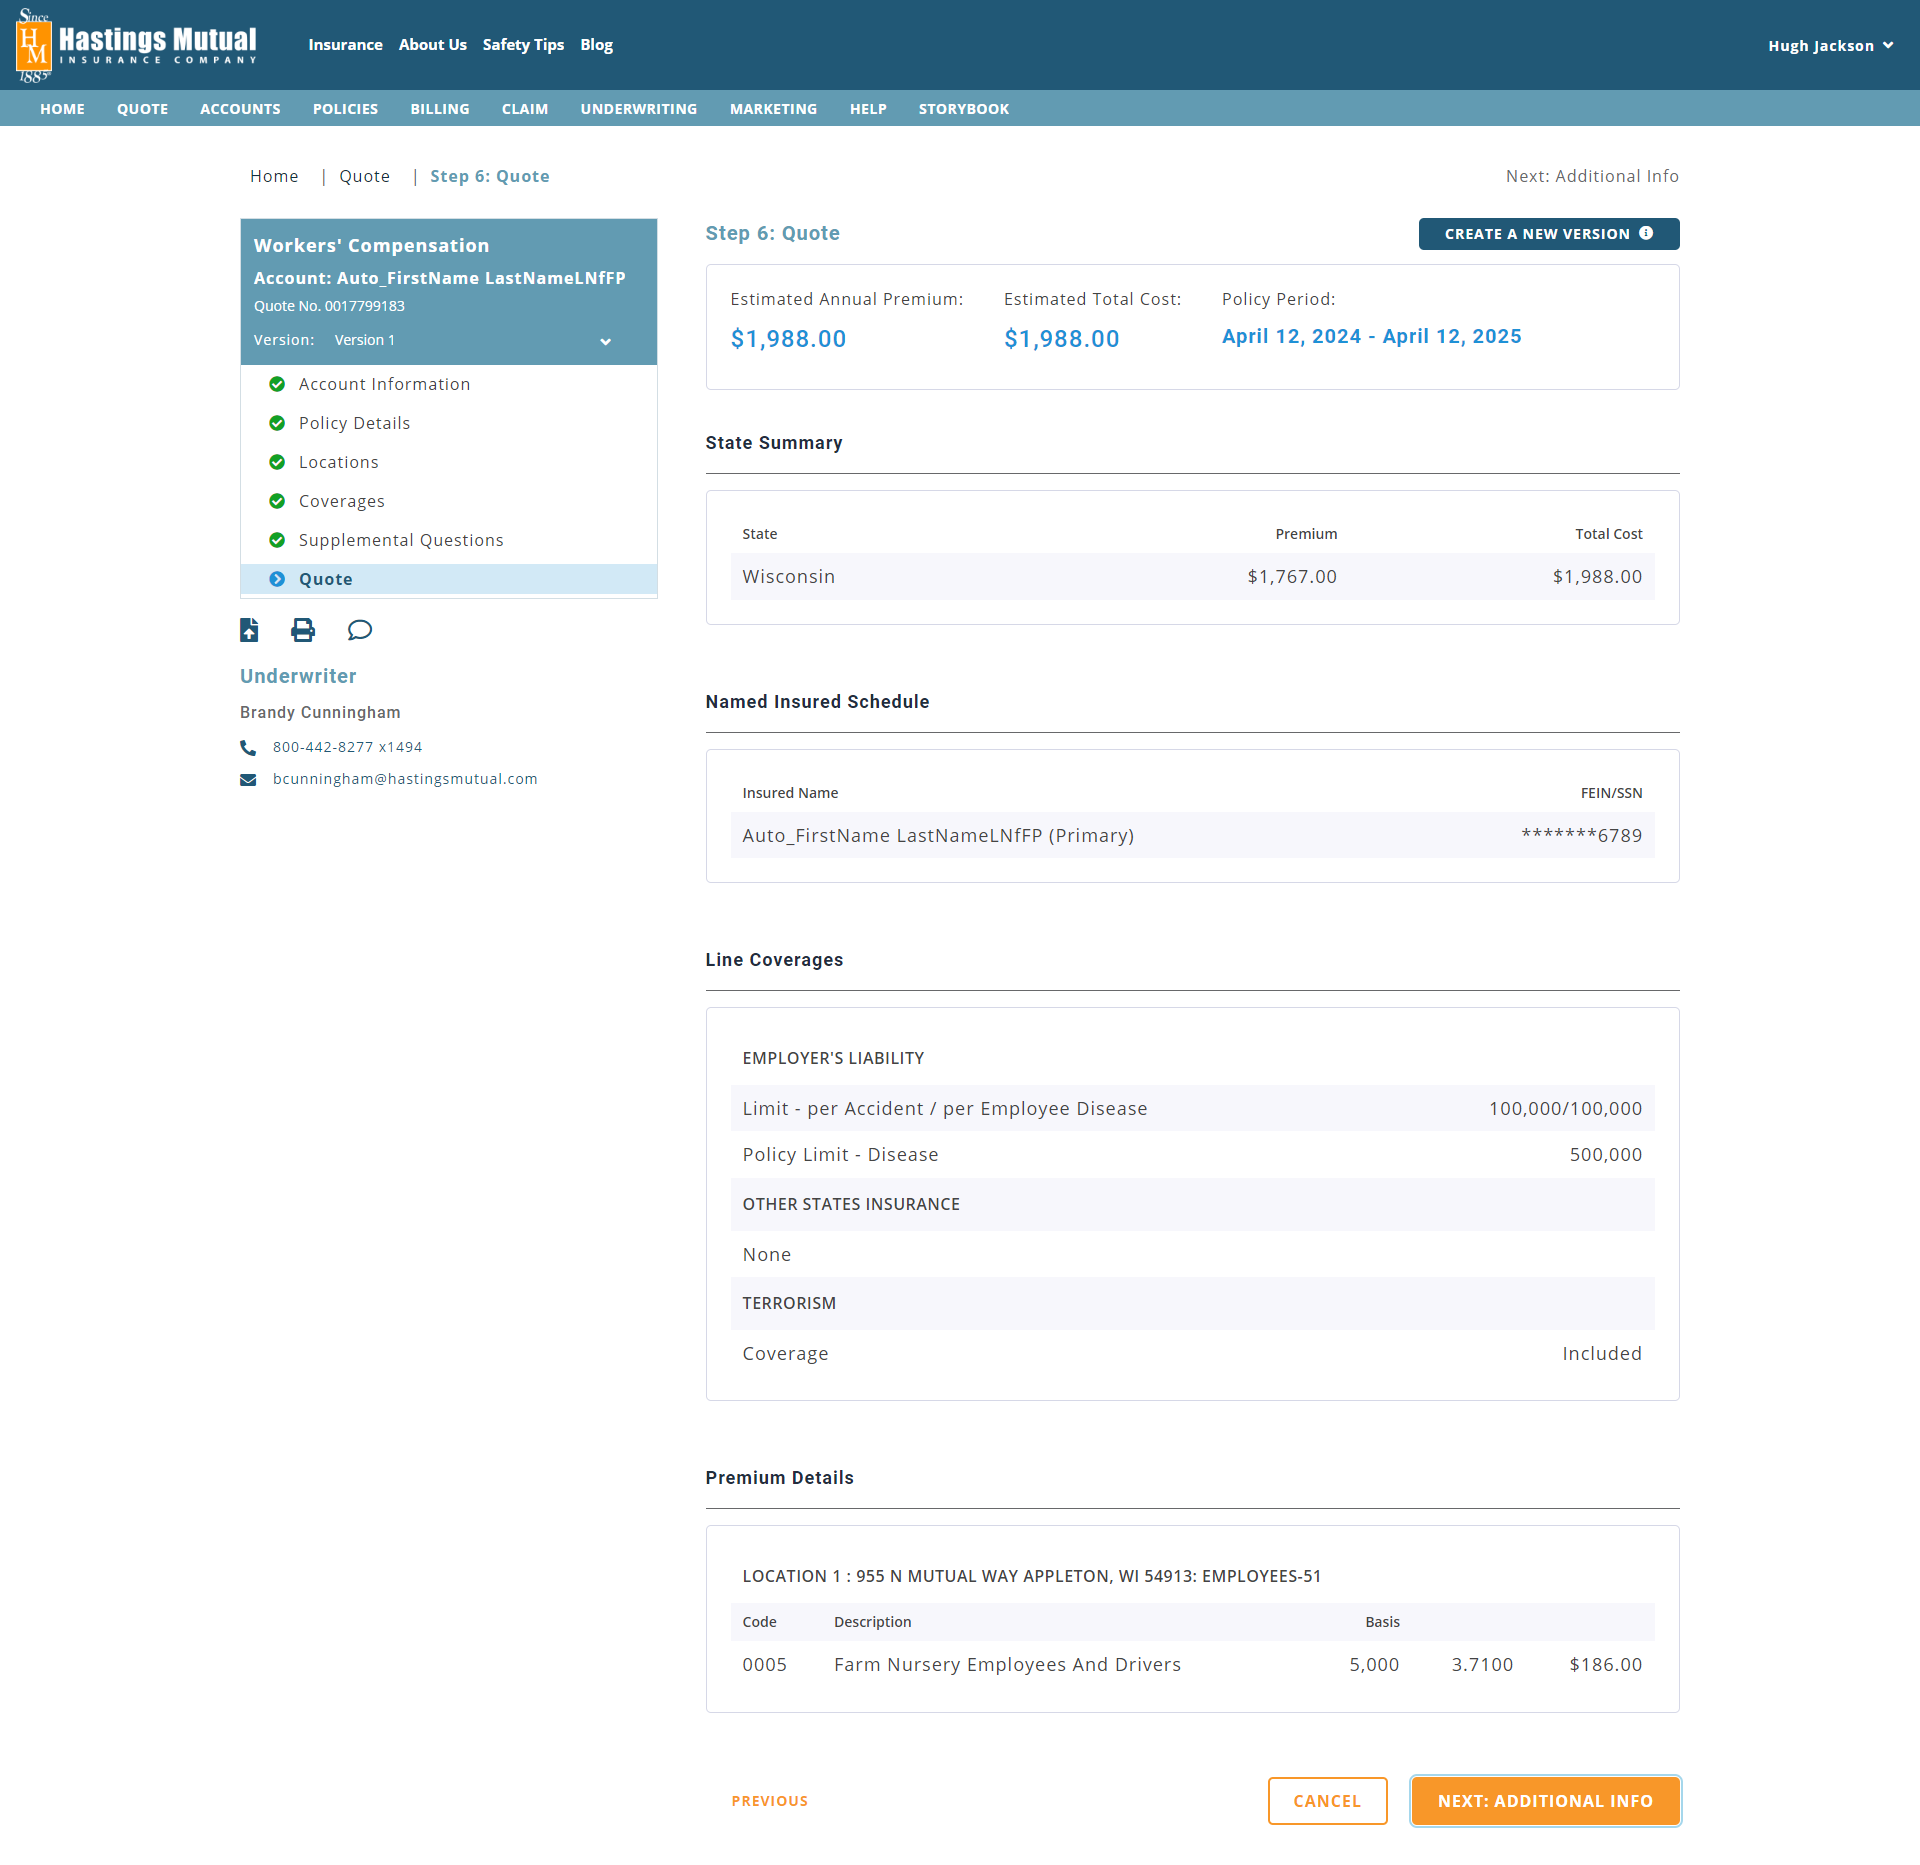 Since
HM
1885
Hastings Mutual
INSURANCE COMPANY
Insurance About Us Safety Tips Blog
Hugh Jackson
HOME QUOTE ACCOUNTS POLICIES BILLING CLAIM UNDERWRITING MARKETING HELP STORYBOOK
Home | Quote | Step 6: Quote
Next: Additional Info
Workers' Compensation
Account: Auto_FirstName LastNameLNfFP
Quote No. 0017799183
Version: Version 1
Account Information
Policy Details
Locations
Coverages
Supplemental Questions
Quote
Underwriter
Brandy Cunningham
800-442-8277 x1494
bcunningham@hastingsmutual.com
Step 6: Quote
CREATE A NEW VERSION
Estimated Annual Premium: Estimated Total Cost: Policy Period:
$1,988.00 $1,988.00 April 12, 2024 - April 12, 2025
State Summary
State Premium Total Cost
Wisconsin $1,767.00 $1,988.00
Named Insured Schedule
Insured Name FEIN/SSN
Auto_FirstName LastNameLNfFP (Primary) *******6789
Line Coverages
EMPLOYER'S LIABILITY
Limit - per Accident / per Employee Disease 100,000/100,000
Policy Limit - Disease 500,000
OTHER STATES INSURANCE
None
TERRORISM
Coverage Included
Premium Details
LOCATION 1 : 955 N MUTUAL WAY APPLETON, WI 54913: EMPLOYEES-51
Code Description Basis
0005 Farm Nursery Employees And Drivers 5,000 3.7100 $186.00
PREVIOUS CANCEL NEXT: ADDITIONAL INFO